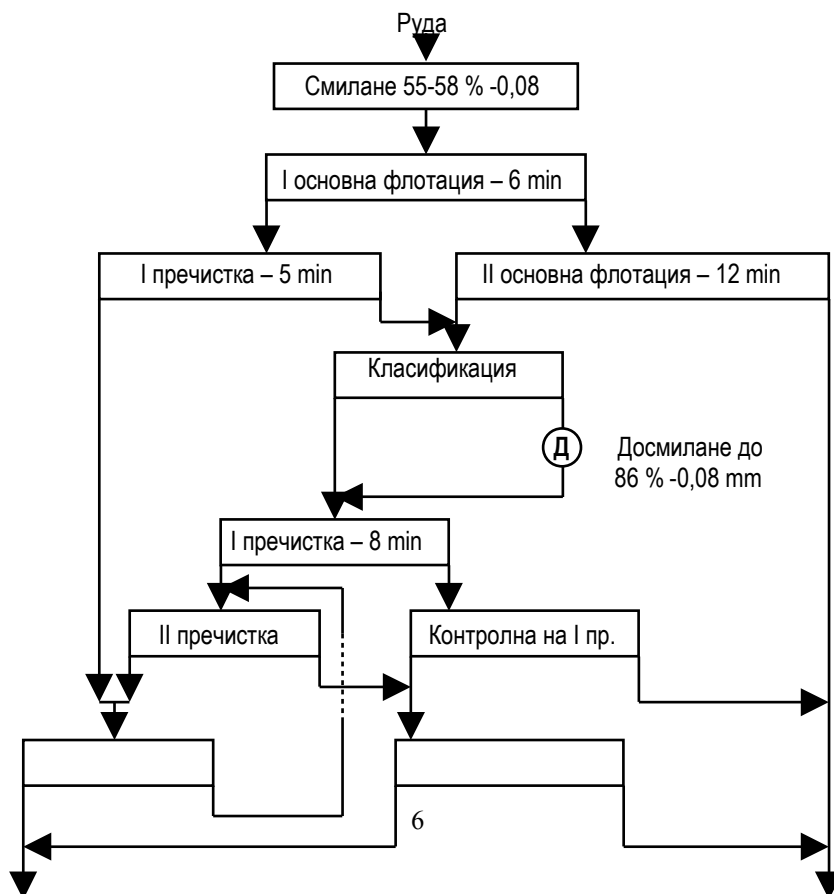 Руда
Смилане 55-58 % -0,08
I основна флотация – 6 min
I пречистка – 5 min
II основна флотация – 12 min
Класификация
Д
Досмилане до
86 % -0,08 mm
I пречистка – 8 min
II пречистка
Контролна на I пр.
6